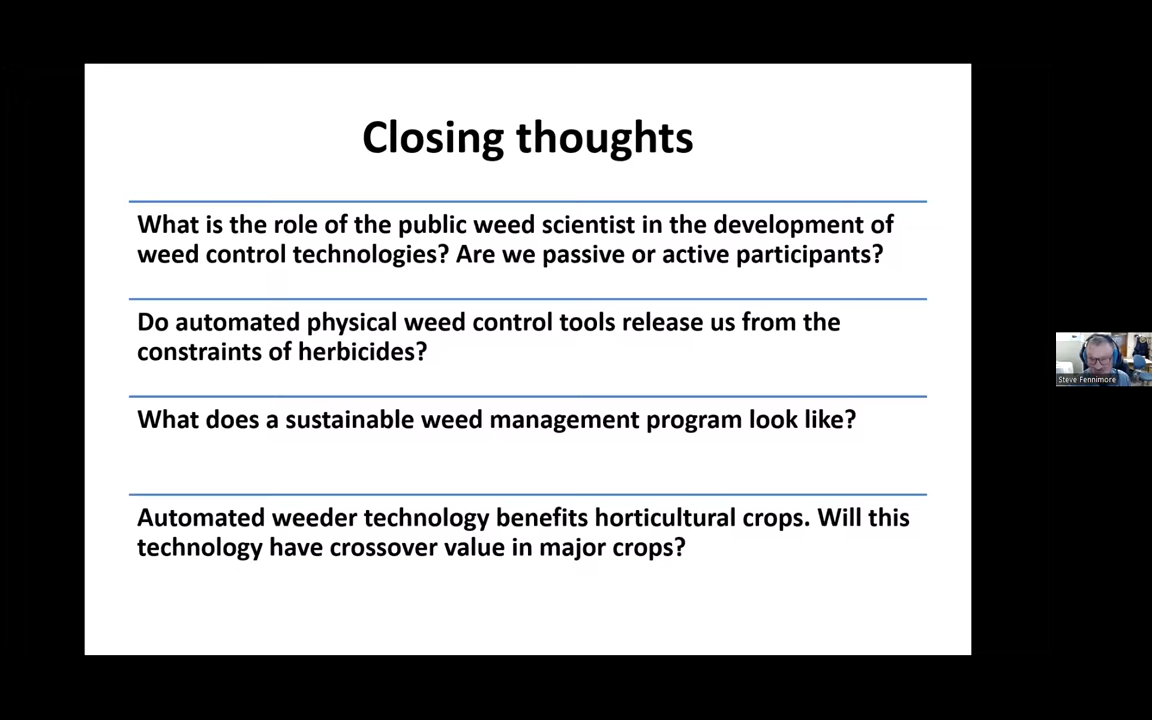 Closing thoughts
What is the role of the public weed scientist in the development of
weed control technologies? Are we passive or active participants?
Do automated physical weed control tools release us from the
constraints of herbicides?
What does a sustainable weed management program look like?
Automated weeder technology benefits horticultural crops. Will this
technology have crossover value in major crops?
Steve Fennimore